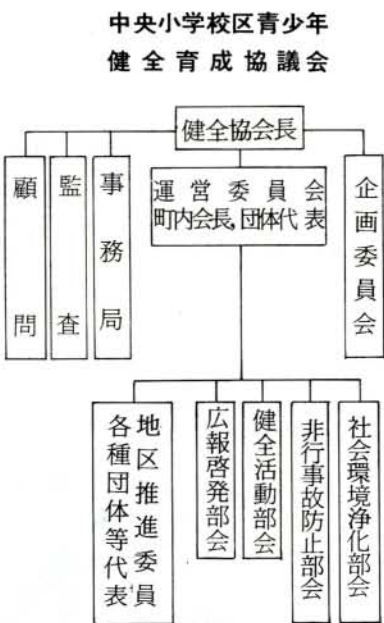 中央小学校区青少年
健全育成協議会
健全協会長
顧問
監査
事務局
運営委員会
町内会長,団体代表
企画委員会
地区推進委員
各種団体等代表
広報啓発部会
健全活動部会
非行事故防止部会
社会環境浄化部会